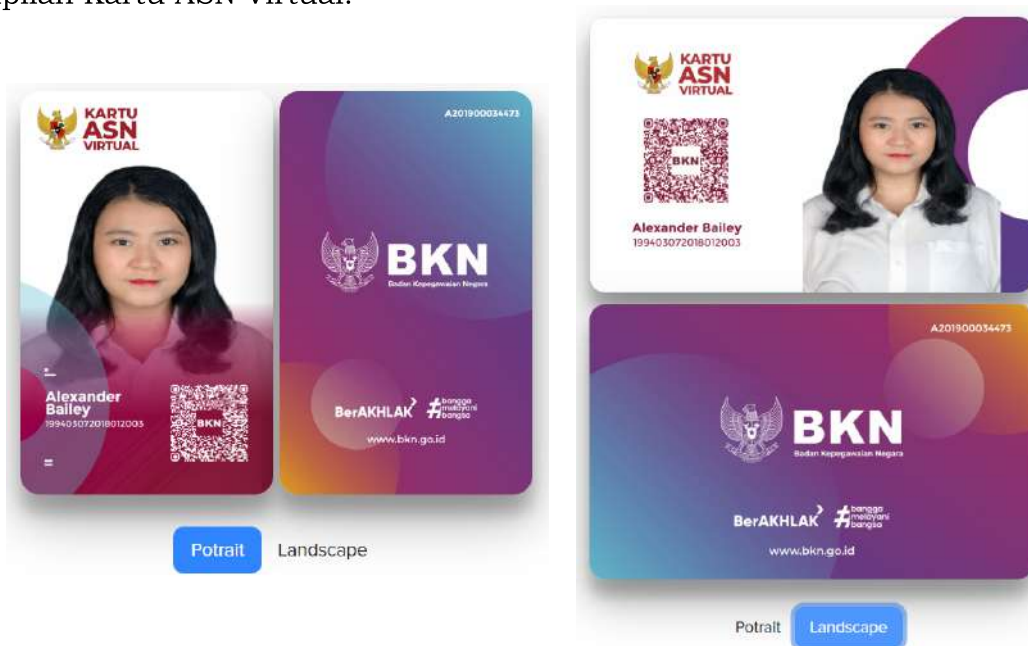 Kartu ASN Virtual.
KARTU
ASN
VIRTUAL
Alexander
Bailey
199403072018012003
BKN
A201900034473
BKN
Badan Kepegawaian Negara
BerAKHLAK
#bangga
melayani
bangsa
www.bkn.go.id
Potrait
Landscape
KARTU
ASN
VIRTUAL
BKN
Alexander Bailey
199403072018012003
A201900034473
BKN
Badan Kepegawaian Negara
BerAKHLAK
#bangga
melayani
bangsa
www.bkn.go.id
Potrait
Landscape